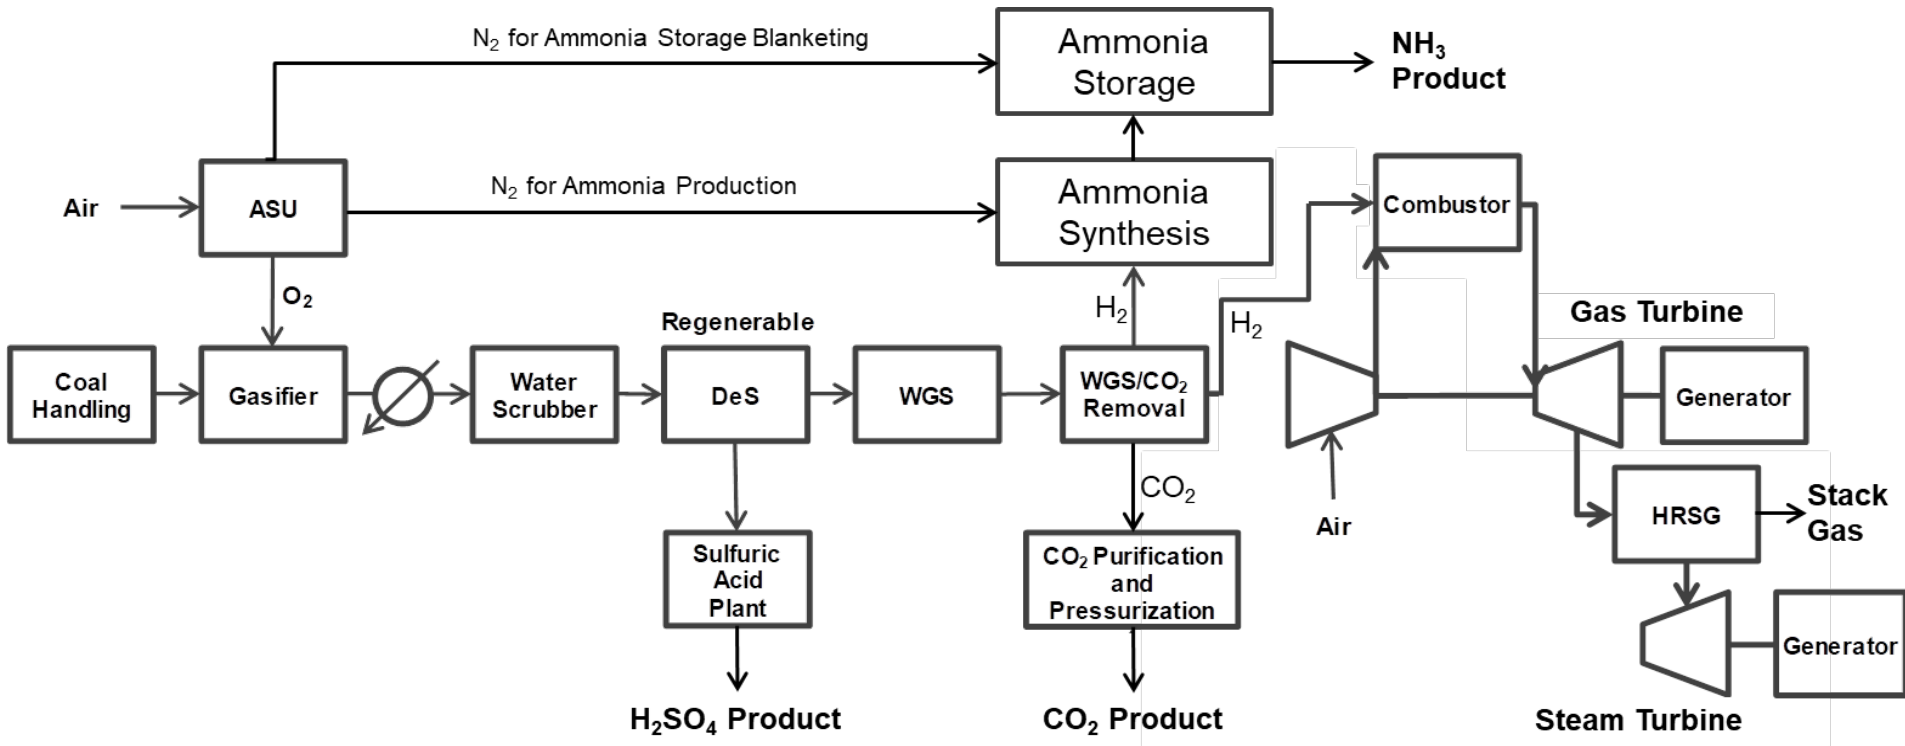 N₂ for Ammonia Storage Blanketing
Ammonia
Storage
NH₃
Product
Air
ASU
N₂ for Ammonia Production
Ammonia
Synthesis
Combustor
O₂
H₂
H₂
Gas Turbine
Regenerable
Coal
Handling
Gasifier
Water
Scrubber
DeS
WGS
WGS/CO₂
Removal
Generator
CO₂
Air
HRSG
Stack
Gas
Sulfuric
Acid
Plant
CO₂ Purification
and
Pressurization
Generator
H₂SO₄ Product
CO₂ Product
Steam Turbine